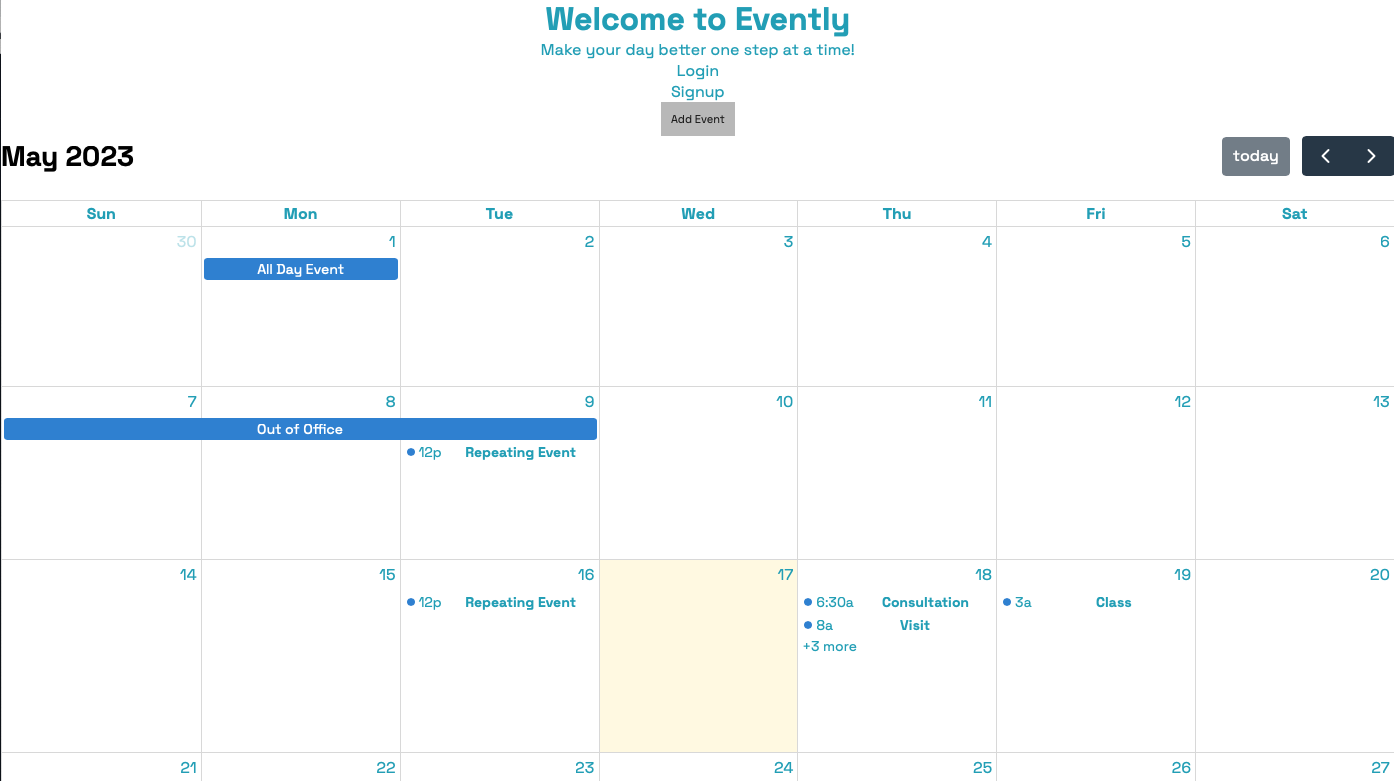 Welcome to Evently
Make your day better one step at a time!
Login
Signup
Add Event
May 2023
today
Sun Mon Tue Wed Thu Fri Sat
30 1 2 3 4 5 6
All Day Event
7 8 9 10 11 12 13
Out of Office
12p Repeating Event
14 15 16 17 18 19 20
12p Repeating Event 6:30a Consultation 3a Class
8a Visit
+3 more
21 22 23 24 25 26 27